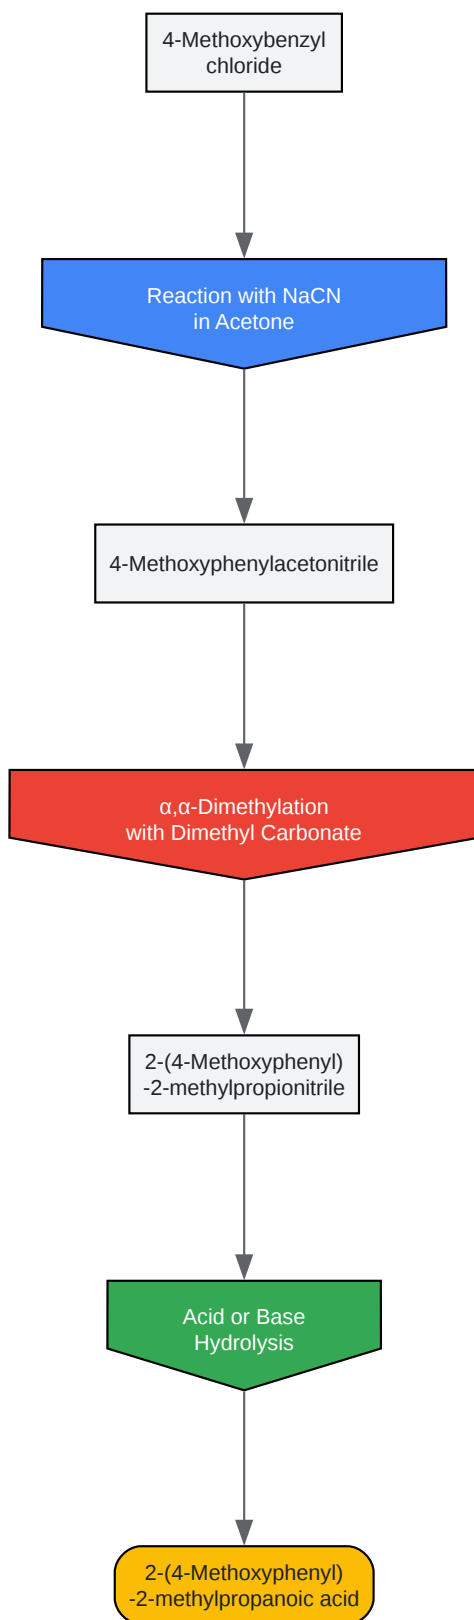 4-Methoxybenzyl
chloride
Reaction with NaCN
in Acetone
4-Methoxyphenylacetonitrile
α,α-Dimethylation
with Dimethyl Carbonate
2-(4-Methoxyphenyl)
-2-methylpropionitrile
Acid or Base
Hydrolysis
2-(4-Methoxyphenyl)
-2-methylpropanoic acid